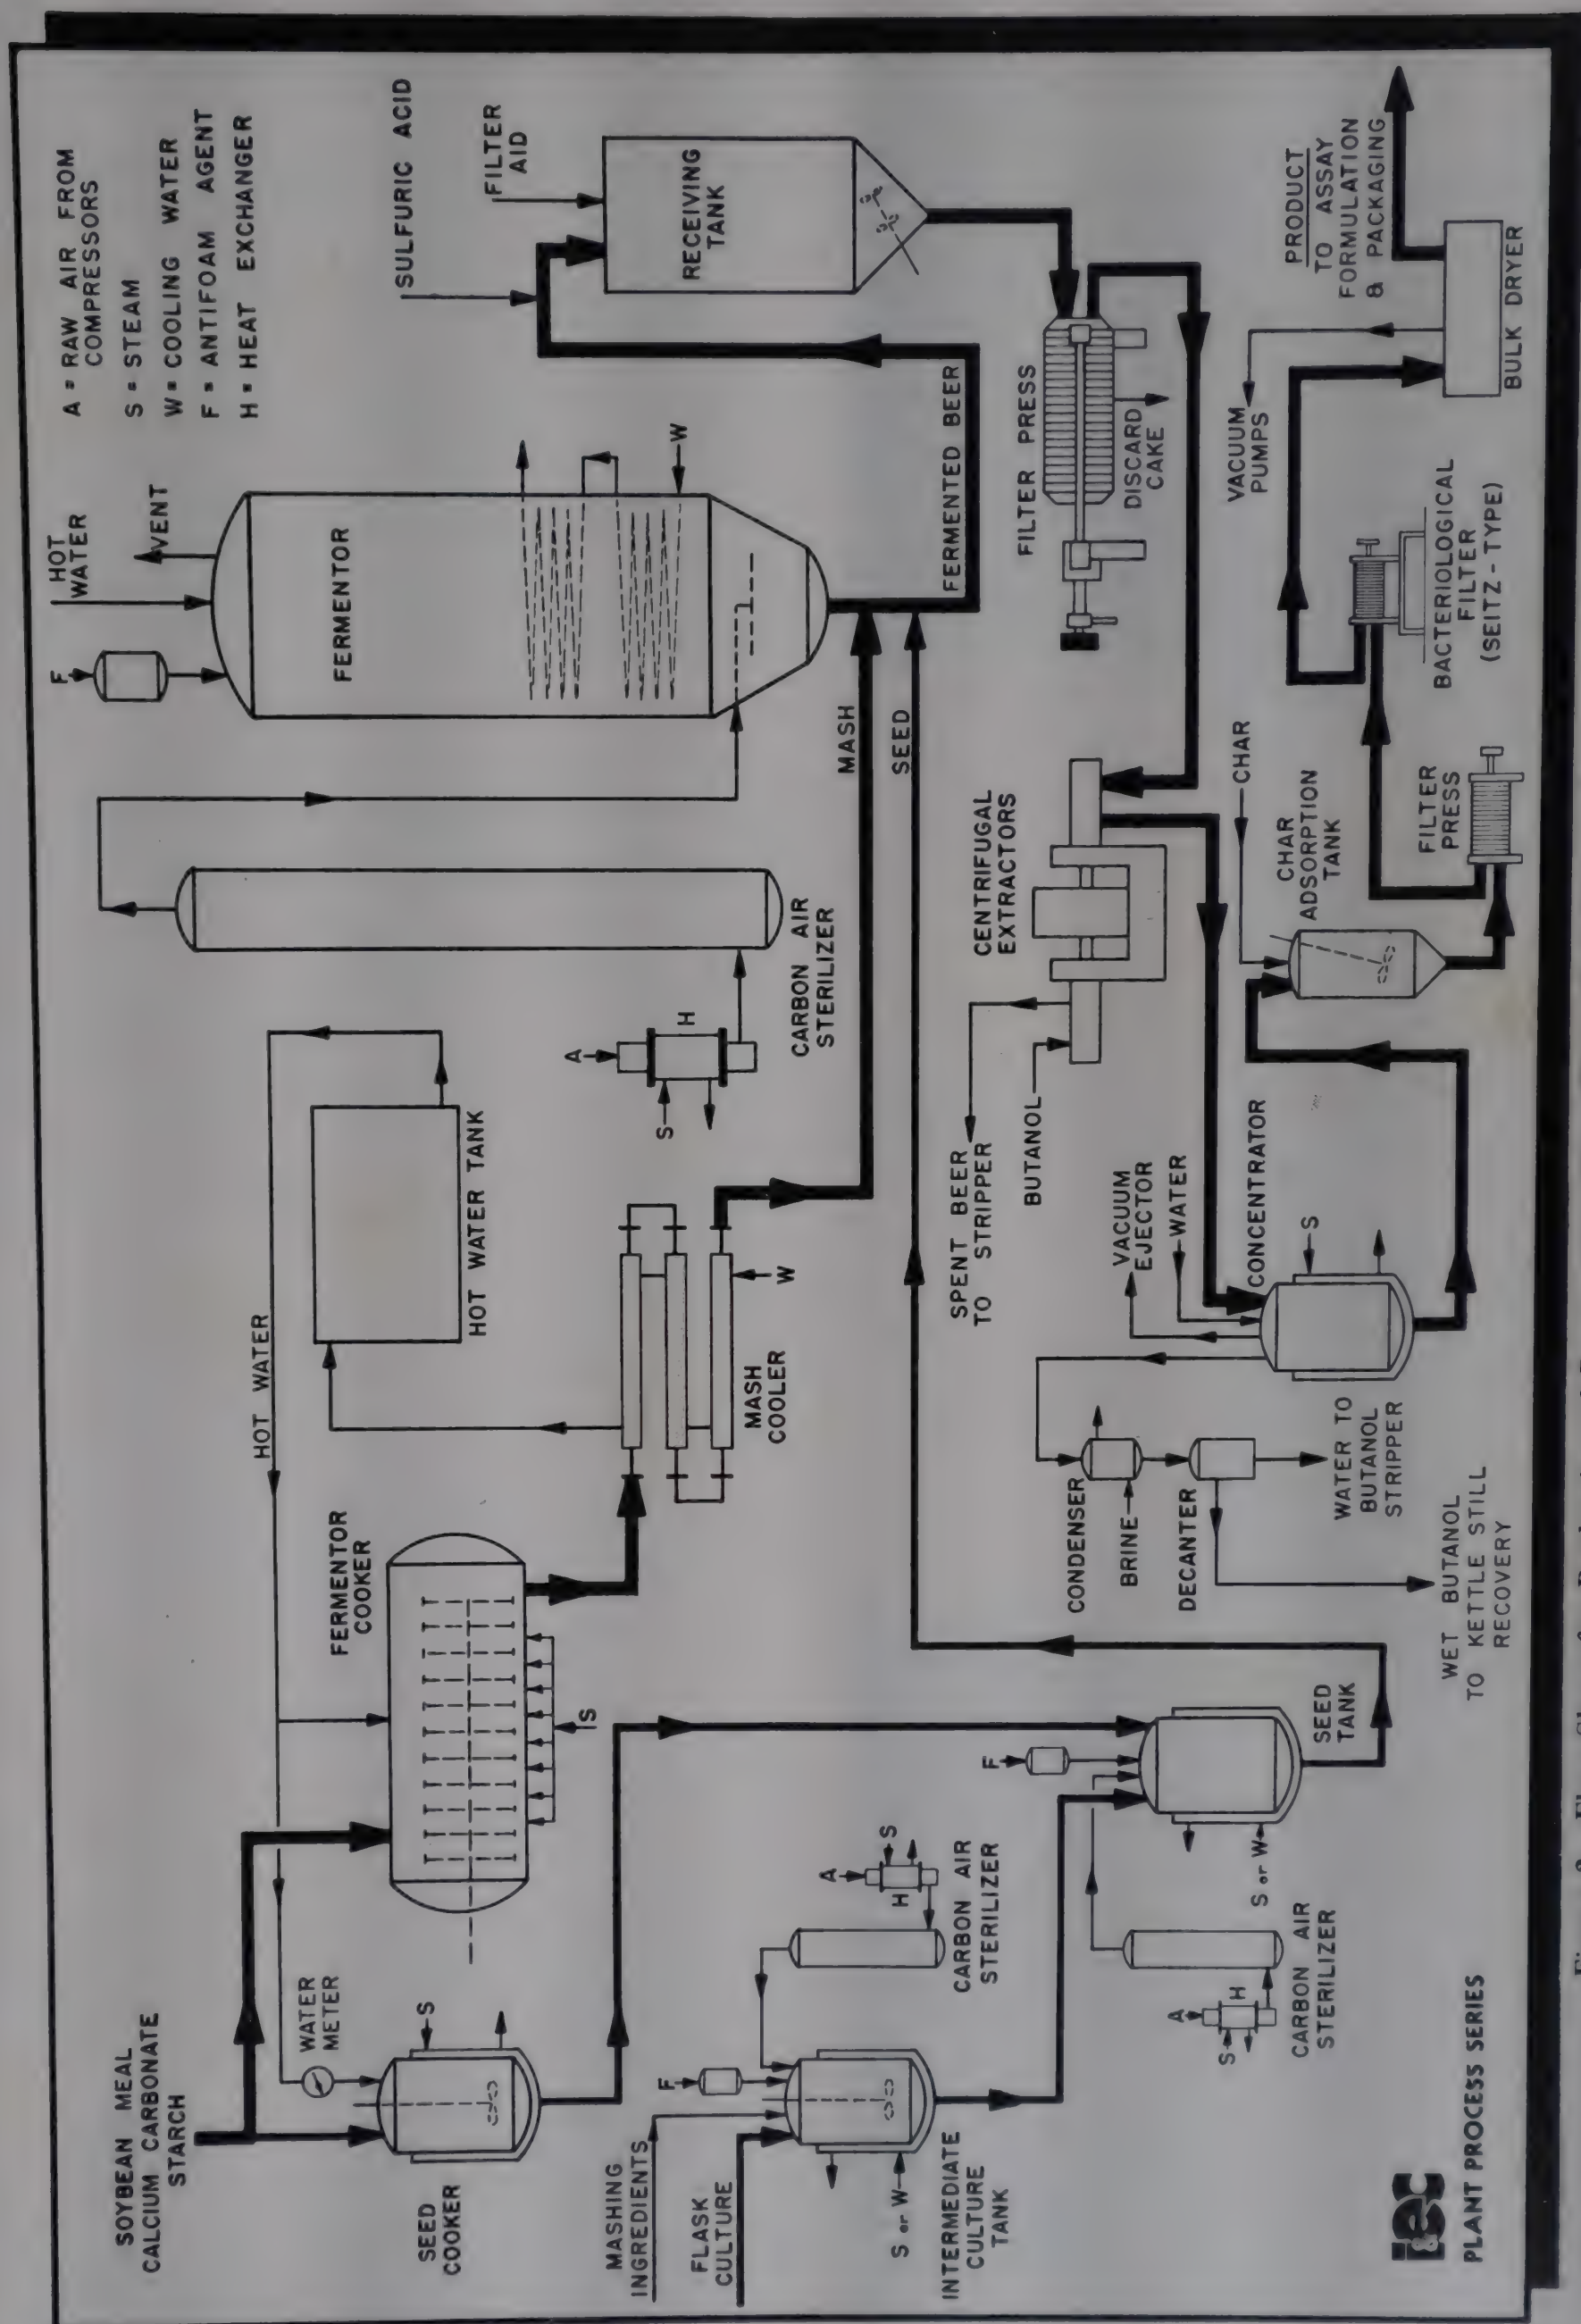 A = RAW AIR FROM
COMPRESSORS
S = STEAM
W = COOLING WATER
F = ANTIFOAM AGENT
H = HEAT EXCHANGER
SOYBEAN MEAL
CALCIUM CARBONATE
STARCH
WATER
METER
S
SEED
COOKER
HOT WATER
FERMENTOR
COOKER
S
HOT WATER TANK
MASH
COOLER
W
A
S
H
CARBON AIR
STERILIZER
F
HOT
WATER
VENT
FERMENTOR
W
MASH
SEED
FERMENTED BEER
SULFURIC ACID
FILTER
AID
RECEIVING
TANK
MASHING
INGREDIENTS
FLASK
CULTURE
F
S or W
INTERMEDIATE
CULTURE
TANK
A
S
H
CARBON AIR
STERILIZER
F
S or W
SEED
TANK
A
S
H
CARBON AIR
STERILIZER
FILTER PRESS
DISCARD
CAKE
CENTRIFUGAL
EXTRACTORS
SPENT BEER
TO STRIPPER
BUTANOL
VACUUM
EJECTOR
WATER
CONCENTRATOR
S
CONDENSER
BRINE
DECANTER
WATER TO
BUTANOL
STRIPPER
WET BUTANOL
TO KETTLE STILL
RECOVERY
CHAR
CHAR
ADSORPTION
TANK
FILTER
PRESS
BACTERIOLOGICAL
FILTER
(SEITZ-TYPE)
VACUUM
PUMPS
BULK DRYER
PRODUCT
TO ASSAY
FORMULATION
& PACKAGING
I&EC
PLANT PROCESS SERIES